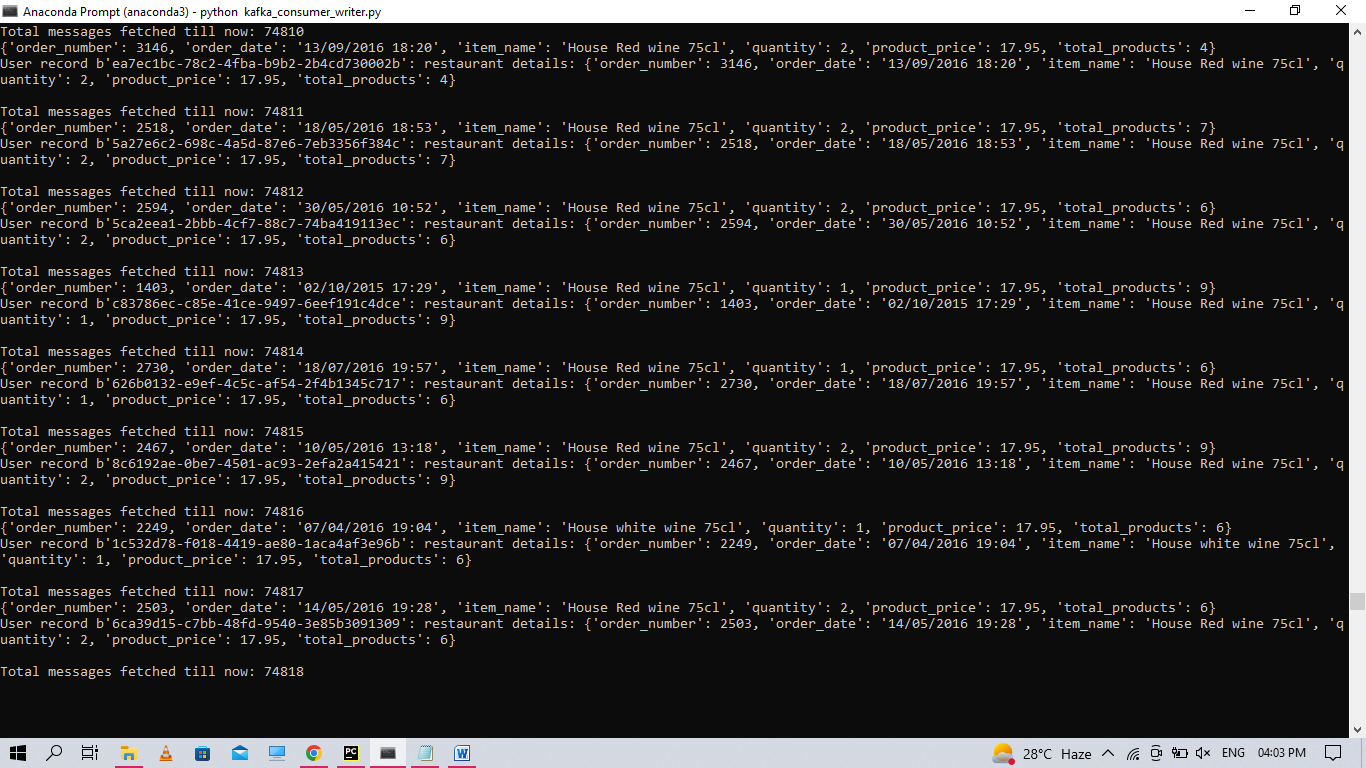 Anaconda Prompt (anaconda3) - python  kafka_consumer_writer.py
Total messages fetched till now: 74810
{'order_number': 3146, 'order_date': '13/09/2016 18:20', 'item_name': 'House Red wine 75cl', 'quantity': 2, 'product_price': 17.95, 'total_products': 4}
User record b'ea7ec1bc-78c2-4fba-b9b2-2b4cd730002b': restaurant details: {'order_number': 3146, 'order_date': '13/09/2016 18:20', 'item_name': 'House Red wine 75cl', 'q
uantity': 2, 'product_price': 17.95, 'total_products': 4}
Total messages fetched till now: 74811
{'order_number': 2518, 'order_date': '18/05/2016 18:53', 'item_name': 'House Red wine 75cl', 'quantity': 2, 'product_price': 17.95, 'total_products': 7}
User record b'5a27e6c2-698c-4a5d-87e6-7eb3356f384c': restaurant details: {'order_number': 2518, 'order_date': '18/05/2016 18:53', 'item_name': 'House Red wine 75cl', 'q
uantity': 2, 'product_price': 17.95, 'total_products': 7}
Total messages fetched till now: 74812
{'order_number': 2594, 'order_date': '30/05/2016 10:52', 'item_name': 'House Red wine 75cl', 'quantity': 2, 'product_price': 17.95, 'total_products': 6}
User record b'5ca2eea1-2bbb-4cf7-88c7-74ba419113ec': restaurant details: {'order_number': 2594, 'order_date': '30/05/2016 10:52', 'item_name': 'House Red wine 75cl', 'q
uantity': 2, 'product_price': 17.95, 'total_products': 6}
Total messages fetched till now: 74813
{'order_number': 1403, 'order_date': '02/10/2015 17:29', 'item_name': 'House Red wine 75cl', 'quantity': 1, 'product_price': 17.95, 'total_products': 9}
User record b'c83786ec-c85e-41ce-9497-6eef191c4dce': restaurant details: {'order_number': 1403, 'order_date': '02/10/2015 17:29', 'item_name': 'House Red wine 75cl', 'q
uantity': 1, 'product_price': 17.95, 'total_products': 9}
Total messages fetched till now: 74814
{'order_number': 2730, 'order_date': '18/07/2016 19:57', 'item_name': 'House Red wine 75cl', 'quantity': 1, 'product_price': 17.95, 'total_products': 6}
User record b'626b0132-e9ef-4c5c-af54-2f4b1345c717': restaurant details: {'order_number': 2730, 'order_date': '18/07/2016 19:57', 'item_name': 'House Red wine 75cl', 'q
uantity': 1, 'product_price': 17.95, 'total_products': 6}
Total messages fetched till now: 74815
{'order_number': 2467, 'order_date': '10/05/2016 13:18', 'item_name': 'House Red wine 75cl', 'quantity': 2, 'product_price': 17.95, 'total_products': 9}
User record b'8c6192ae-0be7-4501-ac93-2efa2a415421': restaurant details: {'order_number': 2467, 'order_date': '10/05/2016 13:18', 'item_name': 'House Red wine 75cl', 'q
uantity': 2, 'product_price': 17.95, 'total_products': 9}
Total messages fetched till now: 74816
{'order_number': 2249, 'order_date': '07/04/2016 19:04', 'item_name': 'House white wine 75cl', 'quantity': 1, 'product_price': 17.95, 'total_products': 6}
User record b'1c532d78-f018-4419-ae80-1aca4af3e96b': restaurant details: {'order_number': 2249, 'order_date': '07/04/2016 19:04', 'item_name': 'House white wine 75cl',
'quantity': 1, 'product_price': 17.95, 'total_products': 6}
Total messages fetched till now: 74817
{'order_number': 2503, 'order_date': '14/05/2016 19:28', 'item_name': 'House Red wine 75cl', 'quantity': 2, 'product_price': 17.95, 'total_products': 6}
User record b'6ca39d15-c7bb-48fd-9540-3e85b3091309': restaurant details: {'order_number': 2503, 'order_date': '14/05/2016 19:28', 'item_name': 'House Red wine 75cl', 'q
uantity': 2, 'product_price': 17.95, 'total_products': 6}
Total messages fetched till now: 74818
PC W 28°C Haze ENG 04:03 PM